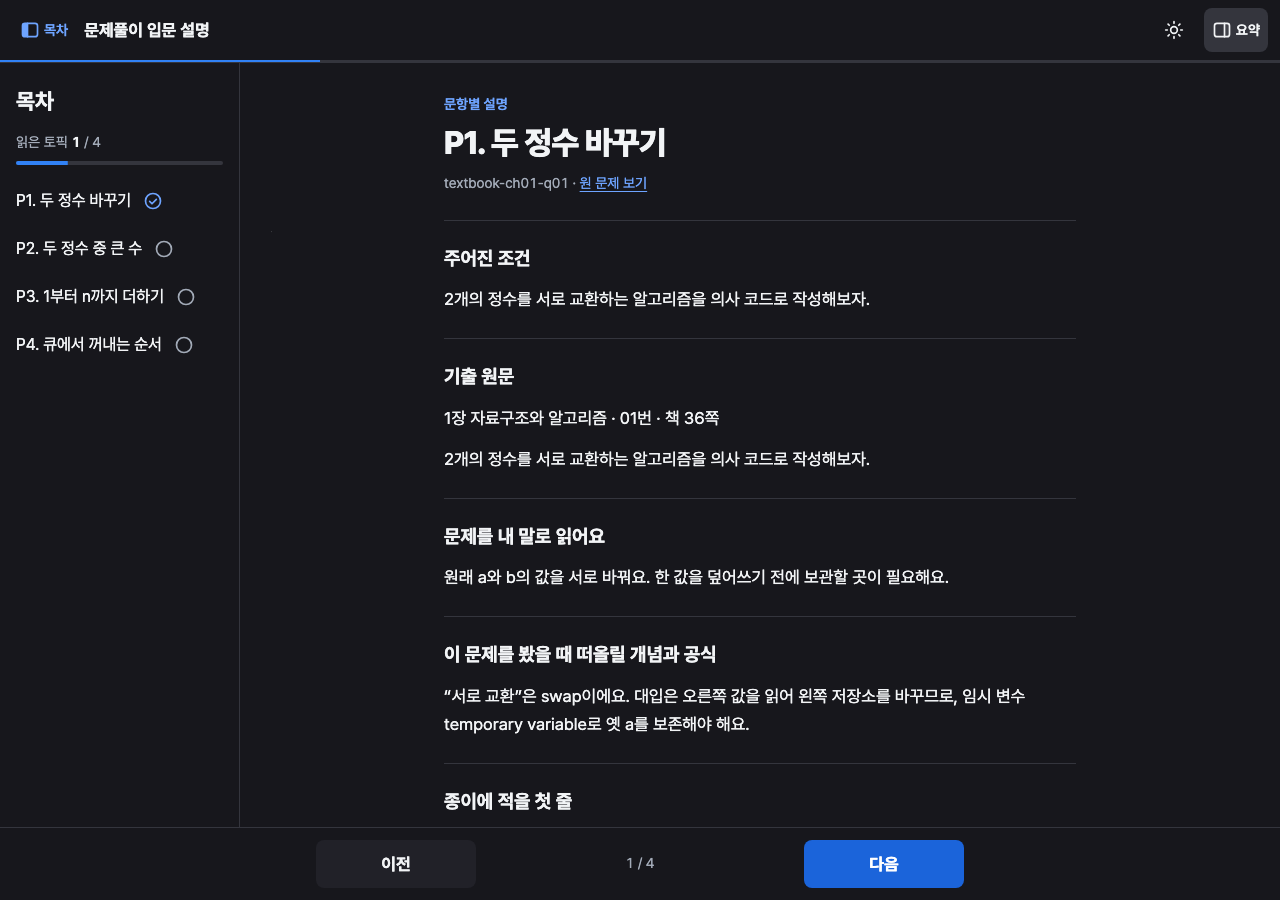 목차
문제풀이 입문 설명
요약
목차
읽은 토픽 1 / 4
P1. 두 정수 바꾸기
P2. 두 정수 중 큰 수
P3. 1부터 n까지 더하기
P4. 큐에서 꺼내는 순서
문항별 설명
P1. 두 정수 바꾸기
textbook-ch01-q01 · 원 문제 보기
주어진 조건
2개의 정수를 서로 교환하는 알고리즘을 의사 코드로 작성해보자.
기출 원문
1장 자료구조와 알고리즘 · 01번 · 책 36쪽
2개의 정수를 서로 교환하는 알고리즘을 의사 코드로 작성해보자.
문제를 내 말로 읽어요
원래 a와 b의 값을 서로 바꿔요. 한 값을 덮어쓰기 전에 보관할 곳이 필요해요.
이 문제를 봤을 때 떠올릴 개념과 공식
“서로 교환”은 swap이에요. 대입은 오른쪽 값을 읽어 왼쪽 저장소를 바꾸므로, 임시 변수
temporary variable로 옛 a를 보존해야 해요.
종이에 적을 첫 줄
이전
1 / 4
다음